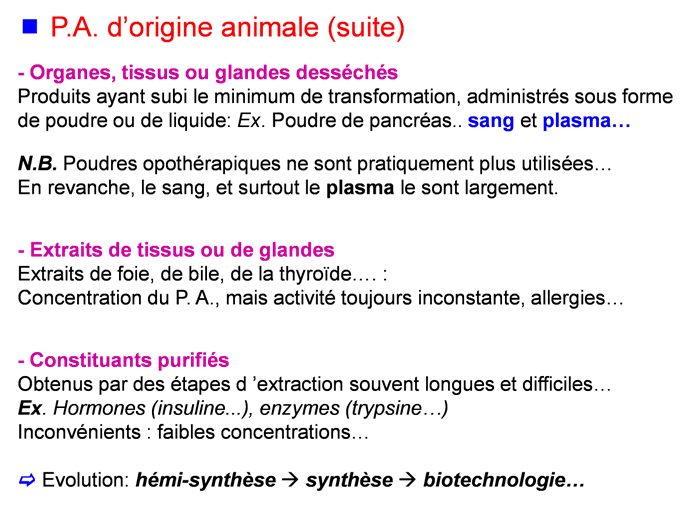 P.A. d’origine animale (suite)
- Organes, tissus ou glandes desséchés
Produits ayant subi le minimum de transformation, administrés sous forme
de poudre ou de liquide: Ex. Poudre de pancréas.. sang et plasma…
N.B. Poudres opothérapiques ne sont pratiquement plus utilisées…
En revanche, le sang, et surtout le plasma le sont largement.
- Extraits de tissus ou de glandes
Extraits de foie, de bile, de la thyroïde…. :
Concentration du P. A., mais activité toujours inconstante, allergies…
- Constituants purifiés
Obtenus par des étapes d ’extraction souvent longues et difficiles…
Ex. Hormones (insuline...), enzymes (trypsine…)
Inconvénients : faibles concentrations…
⇨ Evolution: hémi-synthèse → synthèse → biotechnologie…